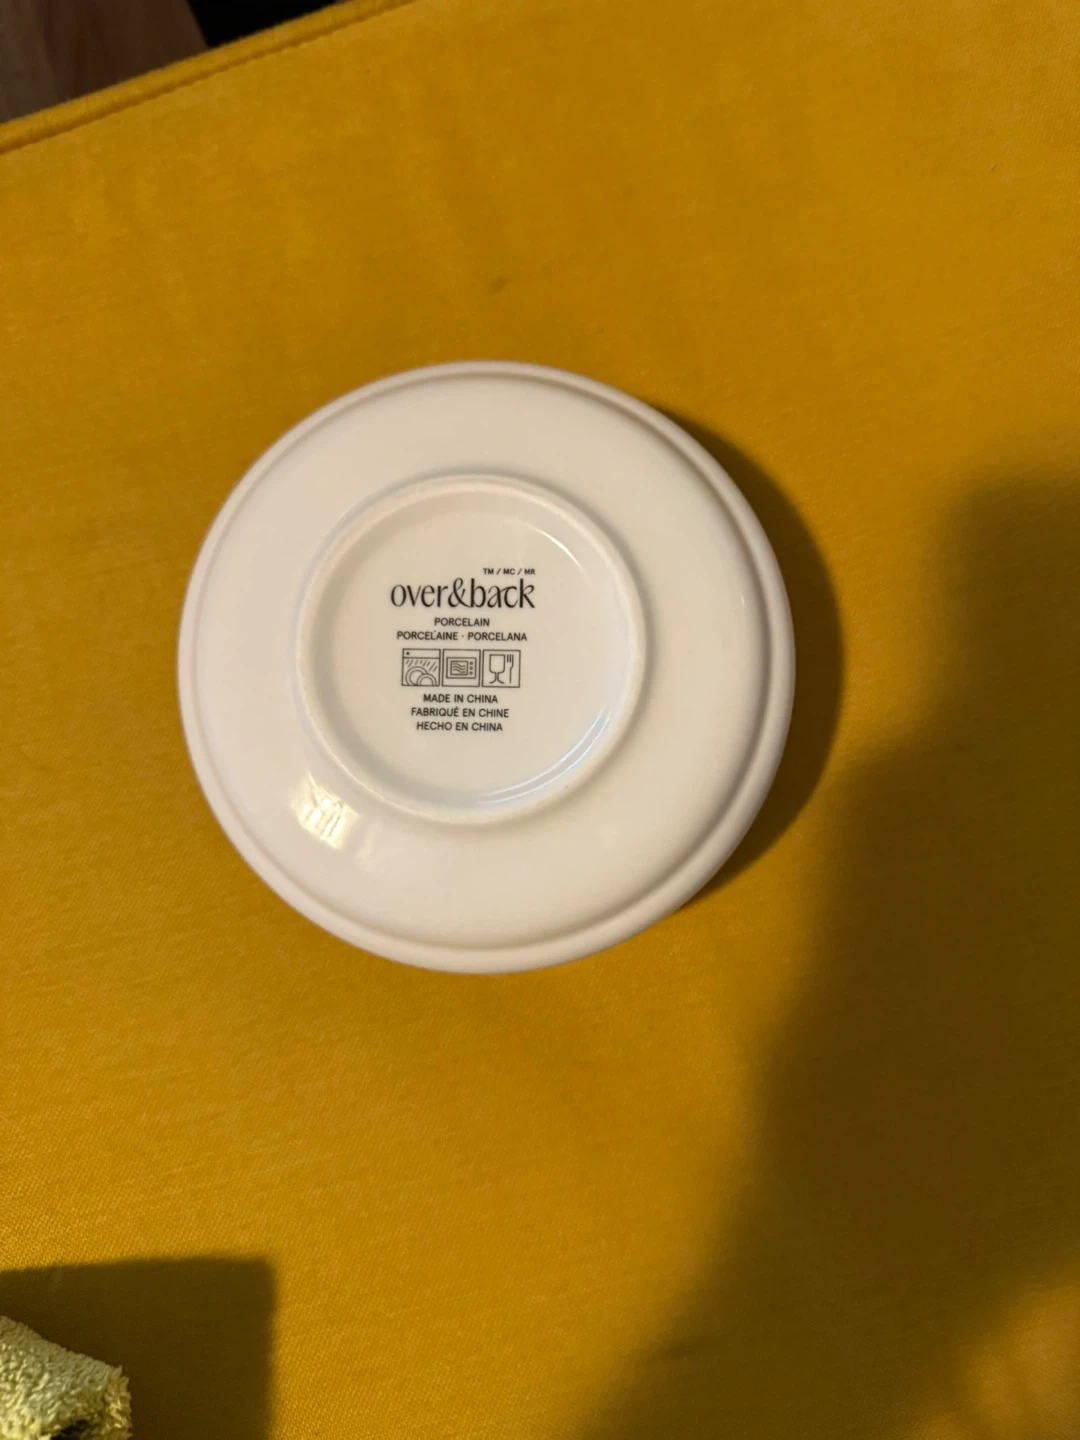 TM / MC / MR
over&back
PORCELAIN
PORCELAINE · PORCELANA
MADE IN CHINA
FABRIQUÉ EN CHINE
HECHO EN CHINA